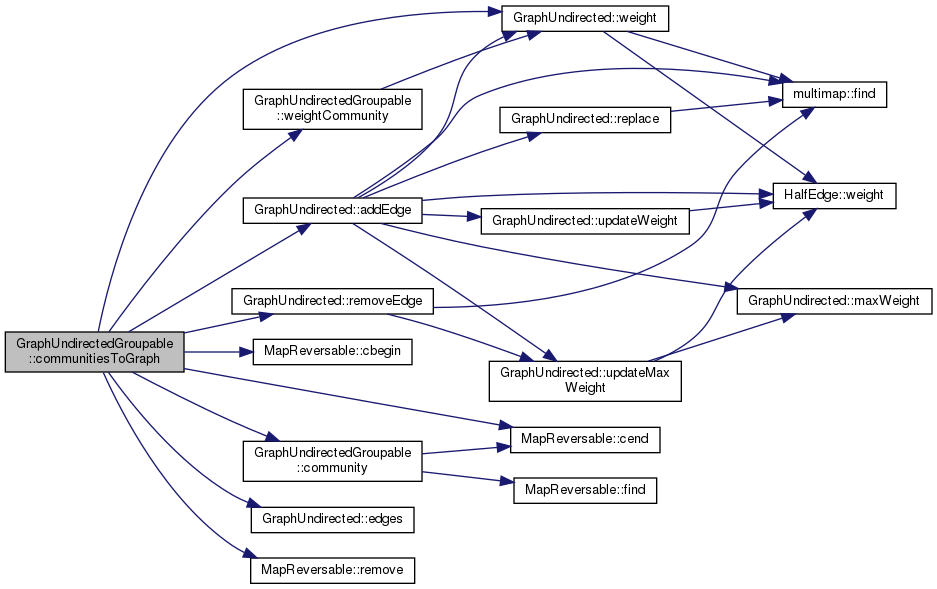 GraphUndirected::weight
multimap::find
GraphUndirectedGroupable
::weightCommunity
GraphUndirected::replace
HalfEdge::weight
GraphUndirected::addEdge
GraphUndirected::updateWeight
GraphUndirected::removeEdge
GraphUndirected::maxWeight
GraphUndirectedGroupable
::communitiesToGraph
MapReversable::cbegin
GraphUndirected::updateMax
Weight
MapReversable::cend
GraphUndirectedGroupable
::community
MapReversable::find
GraphUndirected::edges
MapReversable::remove